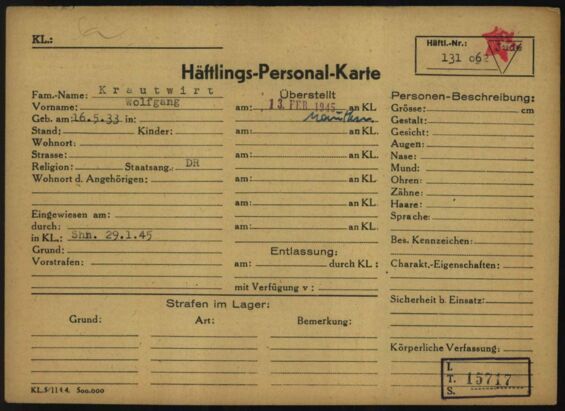 KL.:
Häftl.-Nr.:
131 062
Jude
Häftlings-Personal-Karte
Fam.-Name: Krautwirt
Vorname: Wolfgang
Geb. am: 16.5.33 in:
Stand: Kinder:
Wohnort:
Strasse:
Religion: Staatsang.: DR
Wohnort d. Angehörigen:
Eingewiesen am:
durch:
in KL.: Shn. 29.1.45
Grund:
Vorstrafen:
Überstellt
am: 13. FEB. 1945 an KL.
am: an KL.
am: an KL.
am: an KL.
am: an KL.
am: an KL.
Entlassung:
am: durch KL.:
mit Verfügung v.:
Personen-Beschreibung:
Grösse: cm
Gestalt:
Gesicht:
Augen:
Nase:
Mund:
Ohren:
Zähne:
Haare:
Sprache:
Bes. Kennzeichen:
Charakt.-Eigenschaften:
Sicherheit b. Einsatz:
Körperliche Verfassung:
Strafen im Lager:
Grund: Art: Bemerkung:
KL.5/11 44. 500.000
I.
T. 15717
S.